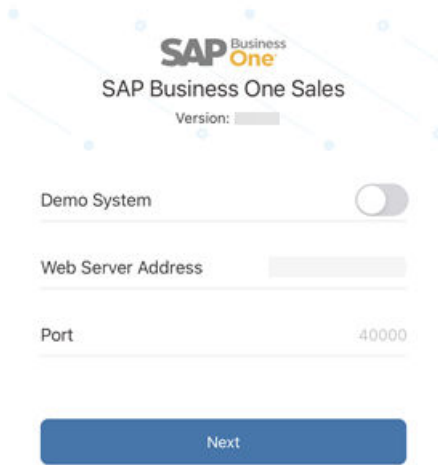 SAP Business One
SAP Business One Sales
Version:
Demo System
Web Server Address
Port 40000
Next